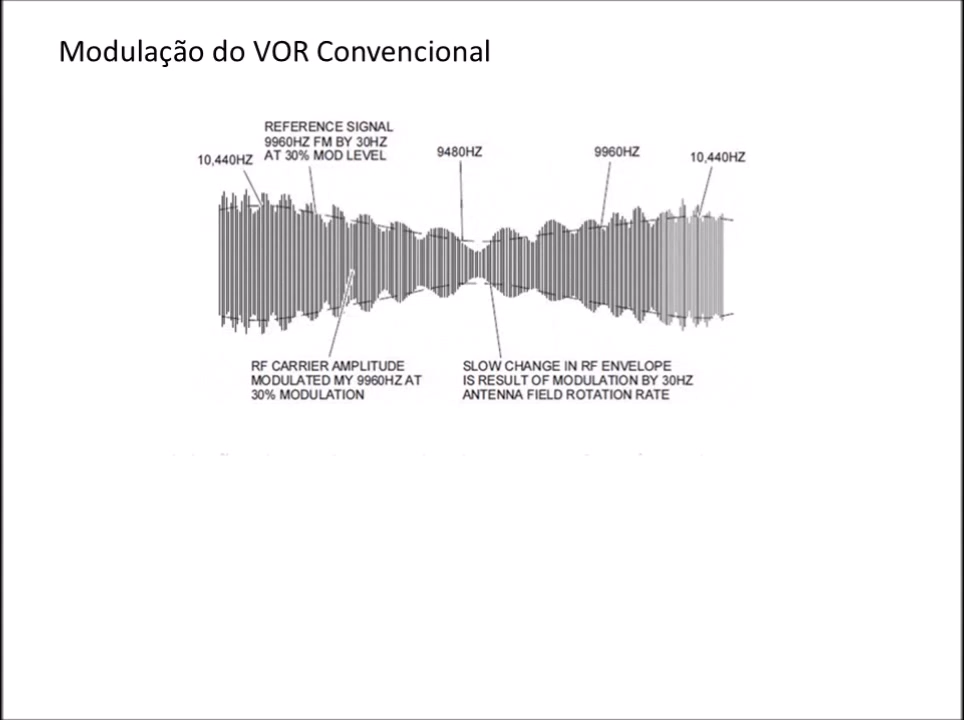 Modulação do VOR Convencional
REFERENCE SIGNAL
9960HZ FM BY 30HZ
AT 30% MOD LEVEL
10,440HZ
9480HZ
9960HZ
10,440HZ
RF CARRIER AMPLITUDE
MODULATED MY 9960HZ AT
30% MODULATION
SLOW CHANGE IN RF ENVELOPE
IS RESULT OF MODULATION BY 30HZ
ANTENNA FIELD ROTATION RATE